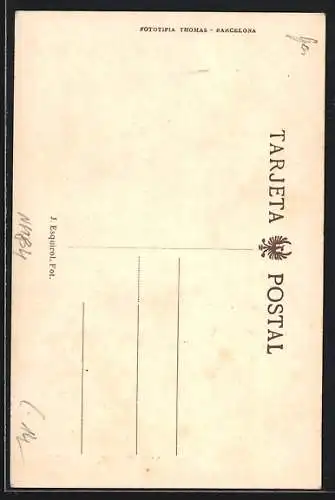 FOTOTIPIA THOMAS - BARCELONA
TARJETA POSTAL
J. Esquirol, Fot.